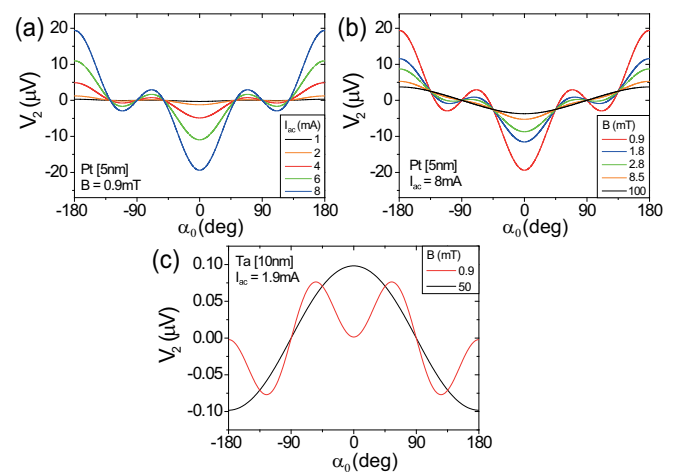 (a)
20
10
0
-10
-20
V2 (μV)
Pt [5nm]
B = 0.9mT
Iac (mA)
1
2
4
6
8
-180 -90 0 90 180
α0(deg)
(b)
20
10
0
-10
-20
V2 (μV)
Pt [5nm]
Iac = 8mA
B (mT)
0.9
1.8
2.8
8.5
100
-180 -90 0 90 180
α0(deg)
(c)
0.10
0.05
0.00
-0.05
-0.10
V2 (μV)
Ta [10nm]
Iac = 1.9mA
B (mT)
0.9
50
-180 -90 0 90 180
α0(deg)